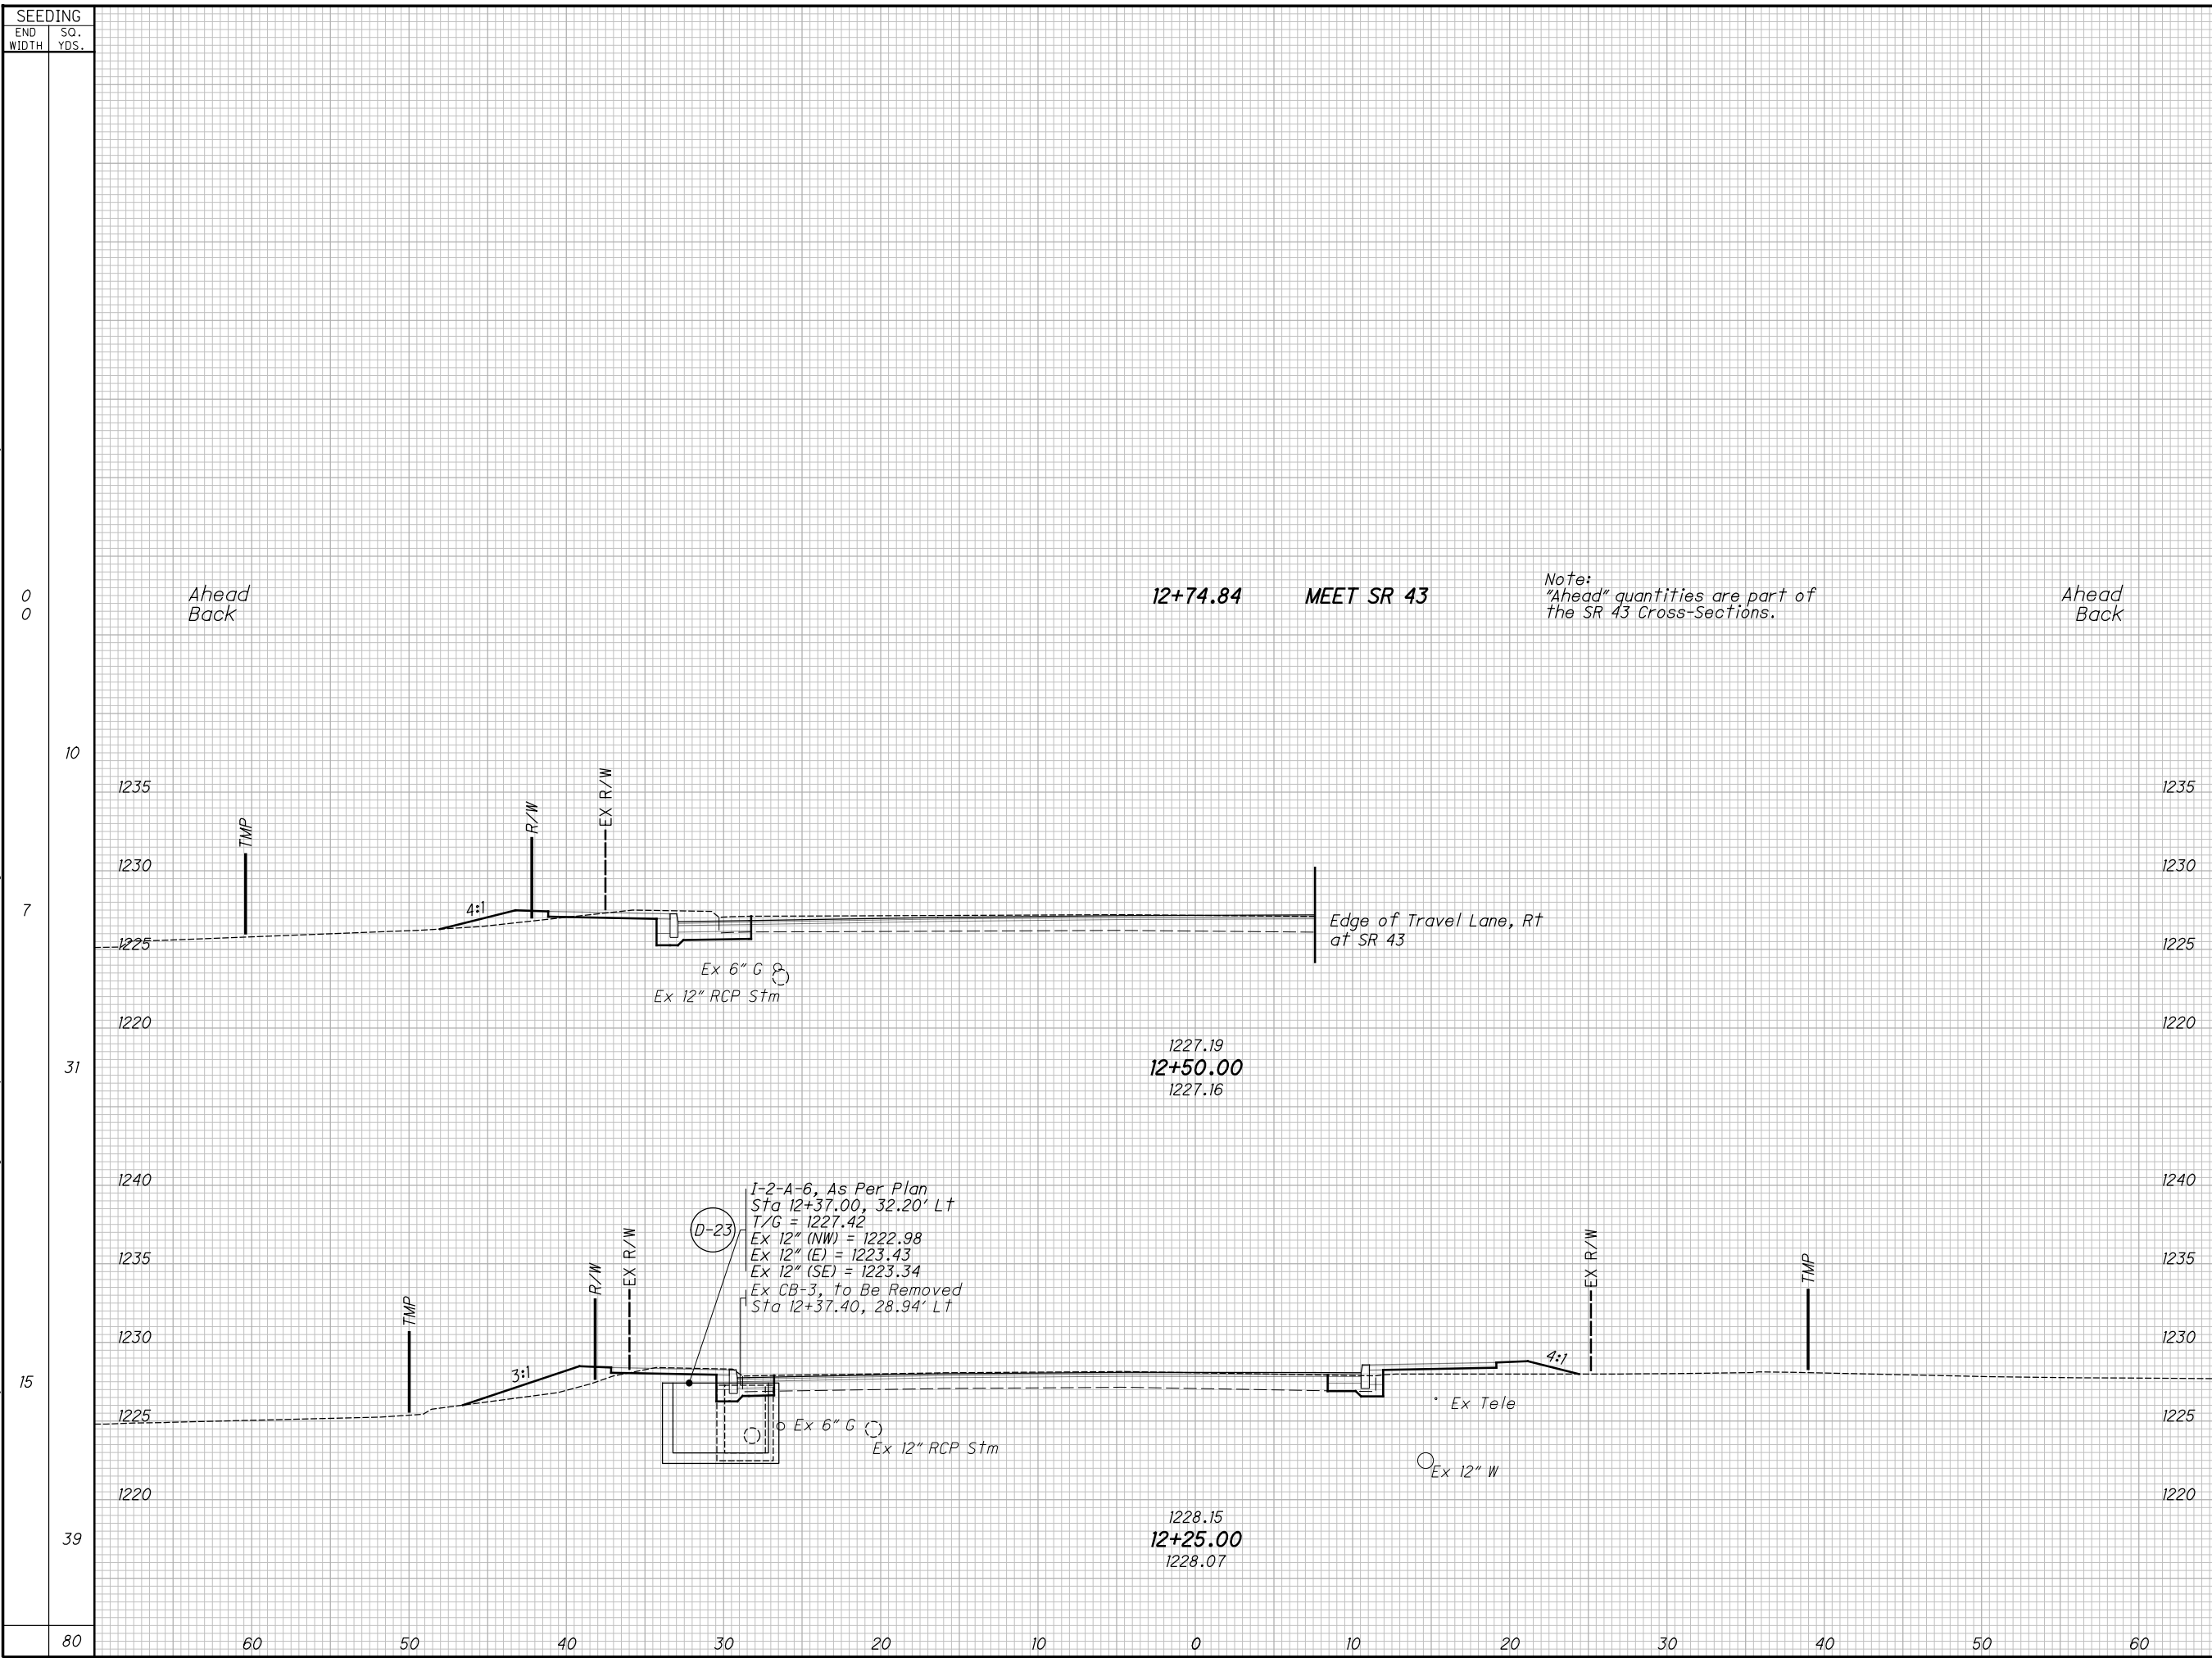 SEEDING
END WIDTH
SQ. YDS.
0
0
Ahead
Back
12+74.84 MEET SR 43
Note:
"Ahead" quantities are part of
the SR 43 Cross-Sections.
Ahead
Back
10
1235
1235
TMP
R/W
EX R/W
1230
1230
7
4:1
Edge of Travel Lane, Rt
at SR 43
1225
1225
Ex 6" G
Ex 12" RCP Stm
1220
1220
31
1227.19
12+50.00
1227.16
1240
1240
D-23
I-2-A-6, As Per Plan
Sta 12+37.00, 32.20' Lt
T/G = 1227.42
Ex 12" (NW) = 1222.98
Ex 12" (E) = 1223.43
Ex 12" (SE) = 1223.34
Ex CB-3, to Be Removed
Sta 12+37.40, 28.94' Lt
1235
1235
TMP
R/W
EX R/W
EX R/W
TMP
1230
1230
15
3:1
4:1
1225
1225
Ex Tele
Ex 6" G
Ex 12" RCP Stm
Ex 12" W
1220
1220
39
1228.15
12+25.00
1228.07
80
60 50 40 30 20 10 0 10 20 30 40 50 60